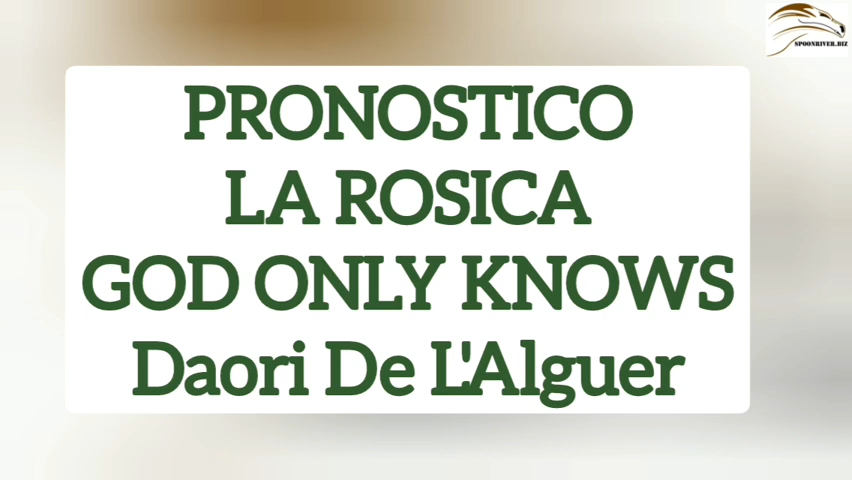 SPOONRIVER.BIZ
PRONOSTICO
LA ROSICA
GOD ONLY KNOWS
Daori De L'Alguer